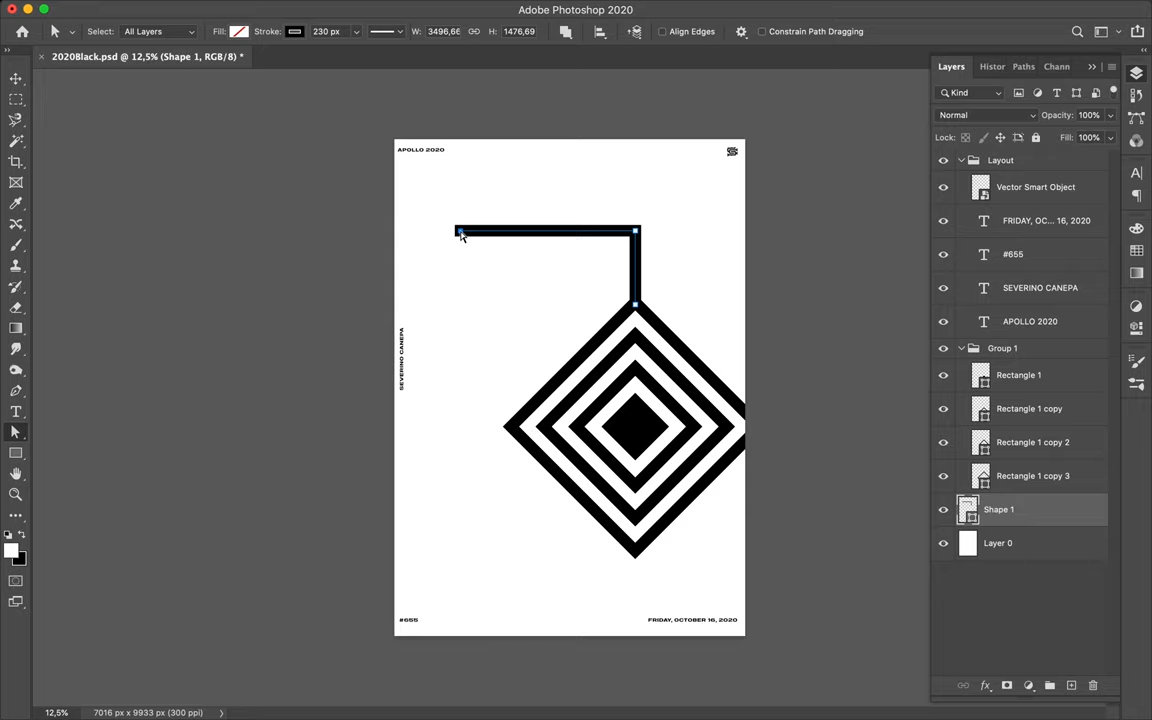 Adobe Photoshop 2020
Select: All Layers Fill: Stroke: 230 px W: 3496,66 H: 1476,69 Align Edges Constrain Path Dragging
2020Black.psd @ 12,5% (Shape 1, RGB/8) *
Layers Histor Paths Chann
Kind
Normal Opacity: 100%
Lock: Fill: 100%
Layout
Vector Smart Object
FRIDAY, OC... 16, 2020
#655
SEVERINO CANEPA
APOLLO 2020
Group 1
Rectangle 1
Rectangle 1 copy
Rectangle 1 copy 2
Rectangle 1 copy 3
Shape 1
Layer 0
APOLLO 2020
SEVERINO CANEPA
#655 FRIDAY, OCTOBER 16, 2020
12,5% 7016 px x 9933 px (300 ppi)